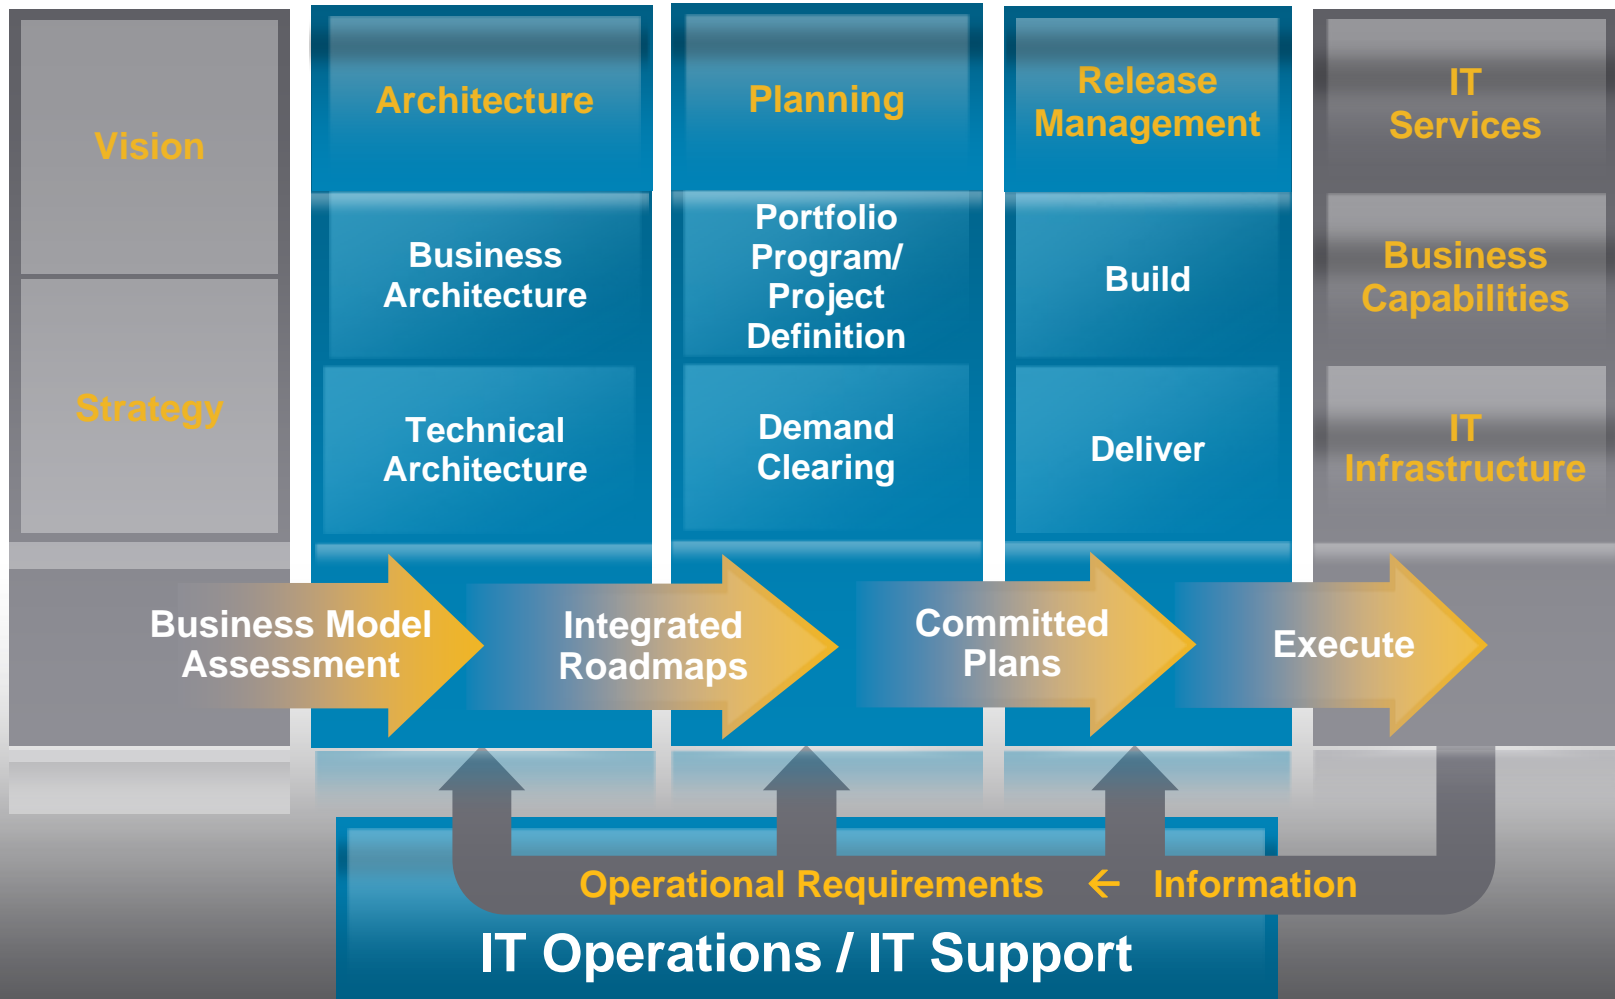 Vision
Strategy
Architecture
Business
Architecture
Technical
Architecture
Planning
Portfolio
Program/
Project
Definition
Demand
Clearing
Release
Management
Build
Deliver
IT
Services
Business
Capabilities
IT
Infrastructure
Business Model
Assessment
Integrated
Roadmaps
Committed
Plans
Execute
Operational Requirements ← Information
IT Operations / IT Support